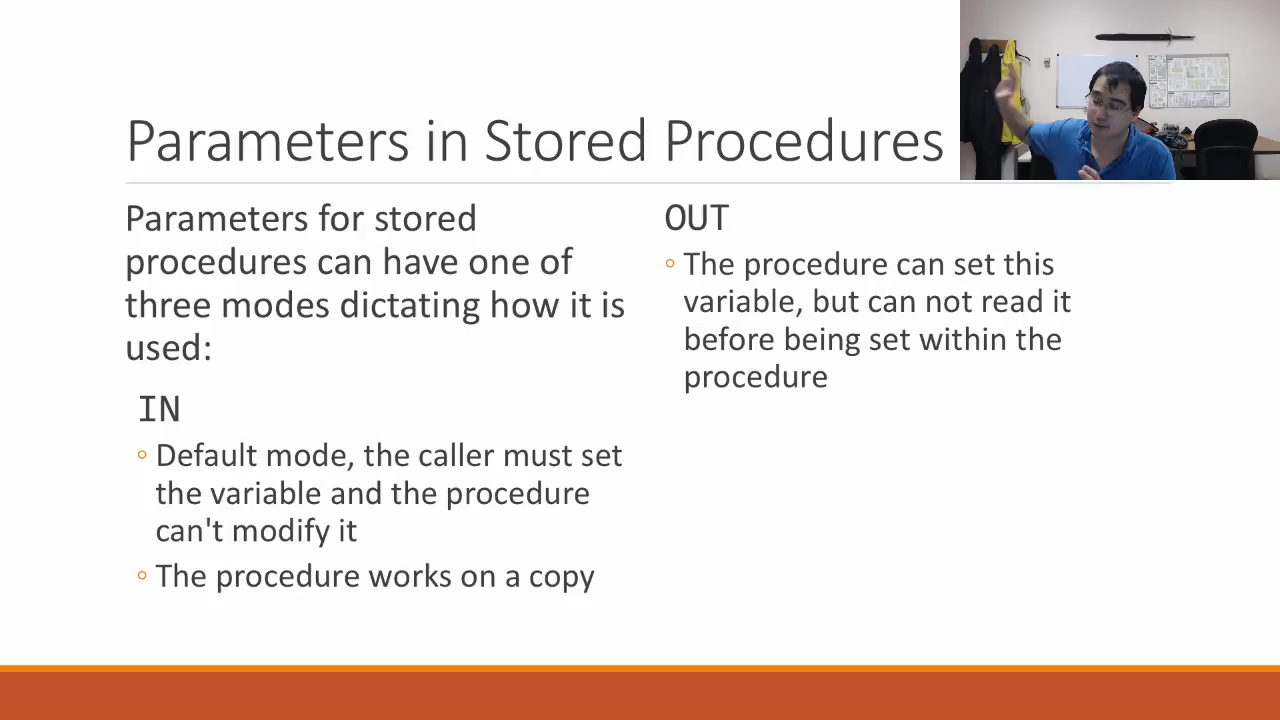 Parameters in Stored Procedures
Parameters for stored
procedures can have one of
three modes dictating how it is
used:
IN
◦ Default mode, the caller must set
the variable and the procedure
can't modify it
◦ The procedure works on a copy
OUT
◦ The procedure can set this
variable, but can not read it
before being set within the
procedure